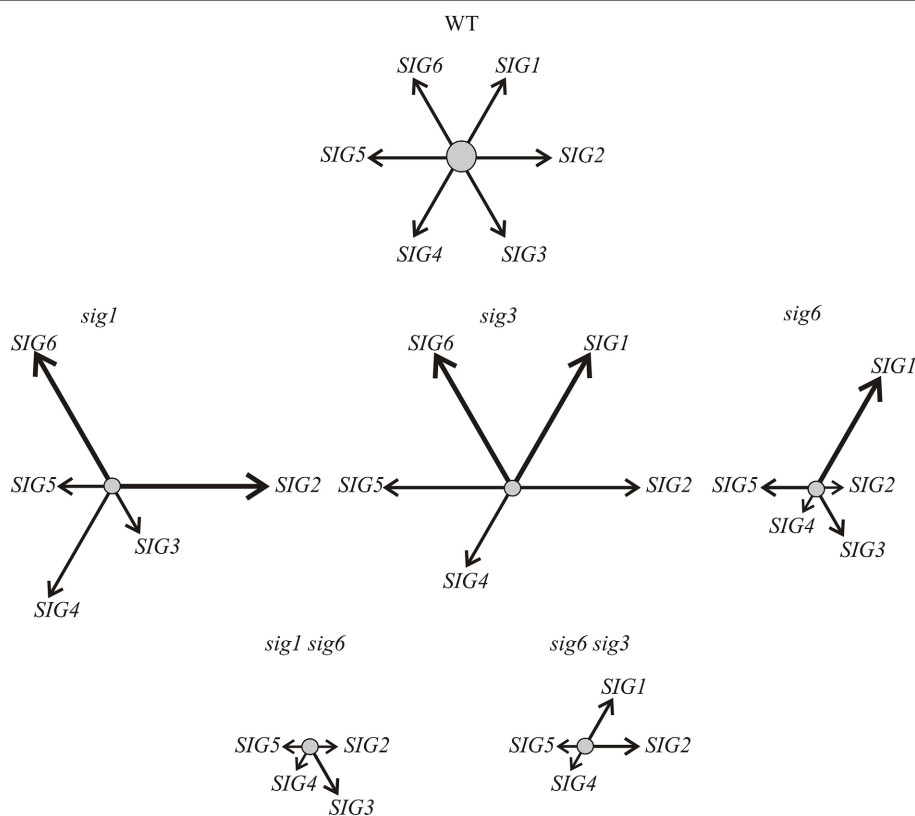 WT
SIG6 SIG1
SIG5 SIG2
SIG4 SIG3
sig1 sig3 sig6
SIG6 SIG6 SIG1 SIG1
SIG5 SIG2 SIG5 SIG2 SIG5 SIG2
SIG4
SIG3 SIG3
SIG4
SIG4
sig1 sig6 sig6 sig3
SIG1
SIG5 SIG2 SIG5 SIG2
SIG4 SIG4
SIG3